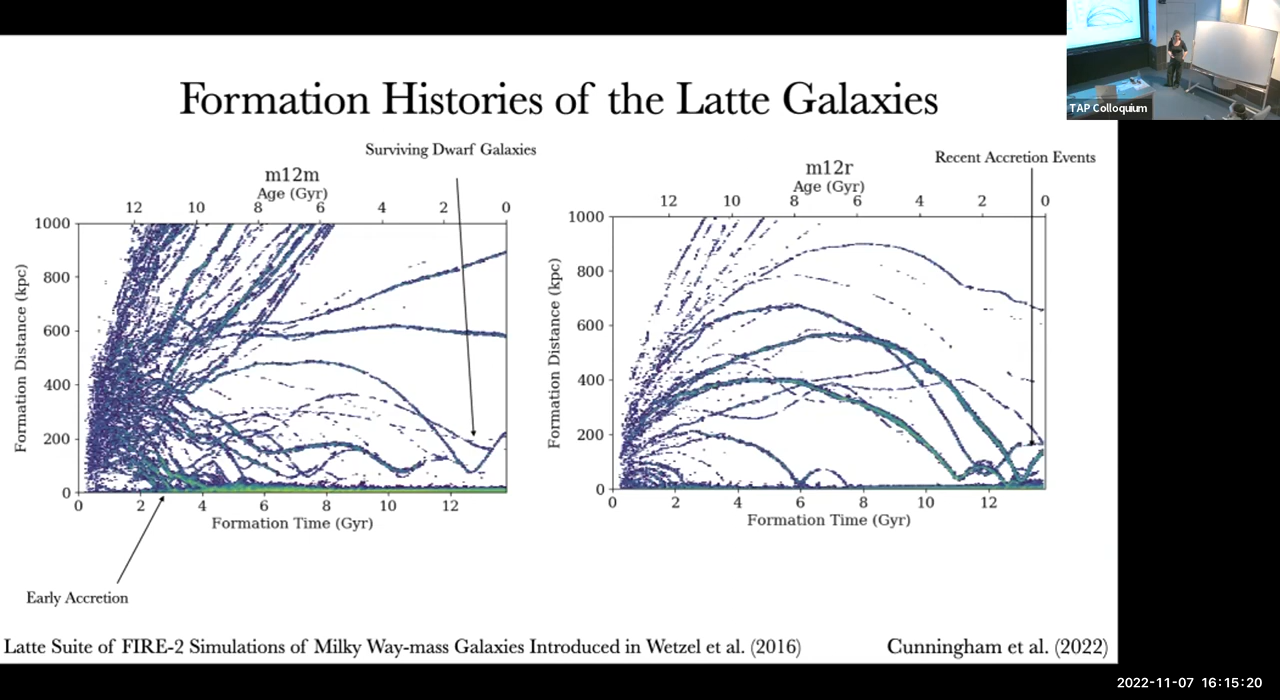 TAP Colloquium
Formation Histories of the Latte Galaxies
Surviving Dwarf Galaxies
m12m
Age (Gyr)
12 10 8 6 4 2 0
1000
800
600
400
200
0
Formation Distance (kpc)
0 2 4 6 8 10 12
Formation Time (Gyr)
Early Accretion
Recent Accretion Events
m12r
Age (Gyr)
12 10 8 6 4 2 0
1000
800
600
400
200
0
Formation Distance (kpc)
0 2 4 6 8 10 12
Formation Time (Gyr)
Latte Suite of FIRE-2 Simulations of Milky Way-mass Galaxies Introduced in Wetzel et al. (2016)
Cunningham et al. (2022)
2022-11-07 16:15:20